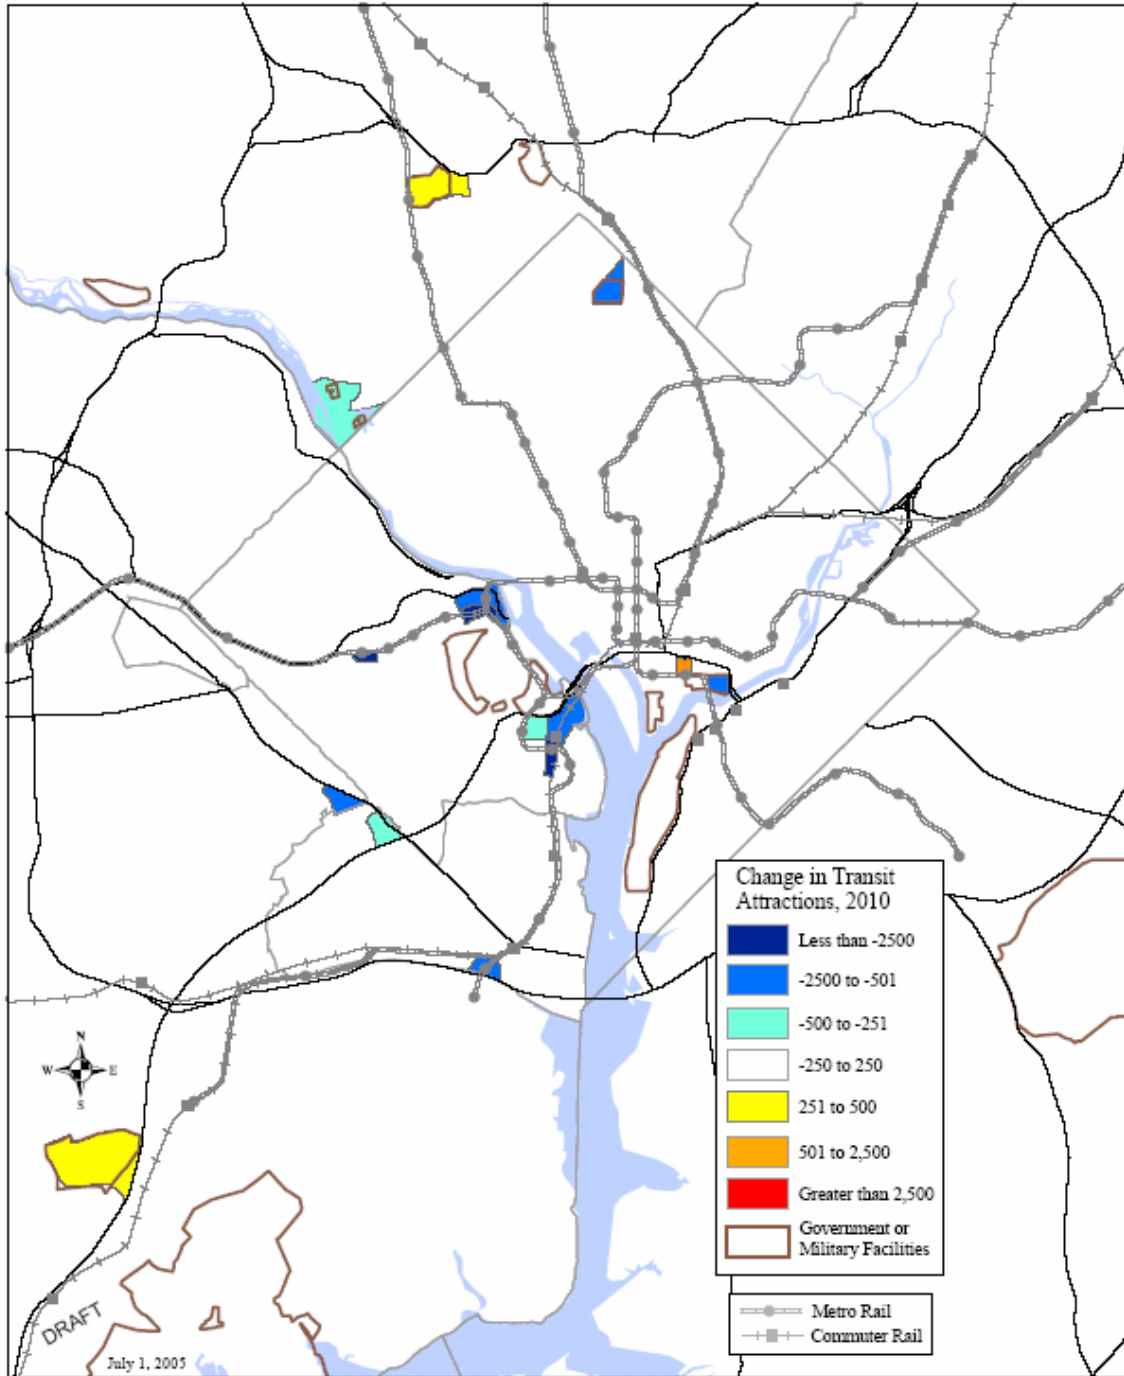 Change in Transit
Attractions, 2010
Less than -2500
-2500 to -501
-500 to -251
-250 to 250
251 to 500
501 to 2,500
Greater than 2,500
Government or
Military Facilities
Metro Rail
Commuter Rail
N
W E
S
DRAFT
July 1, 2005